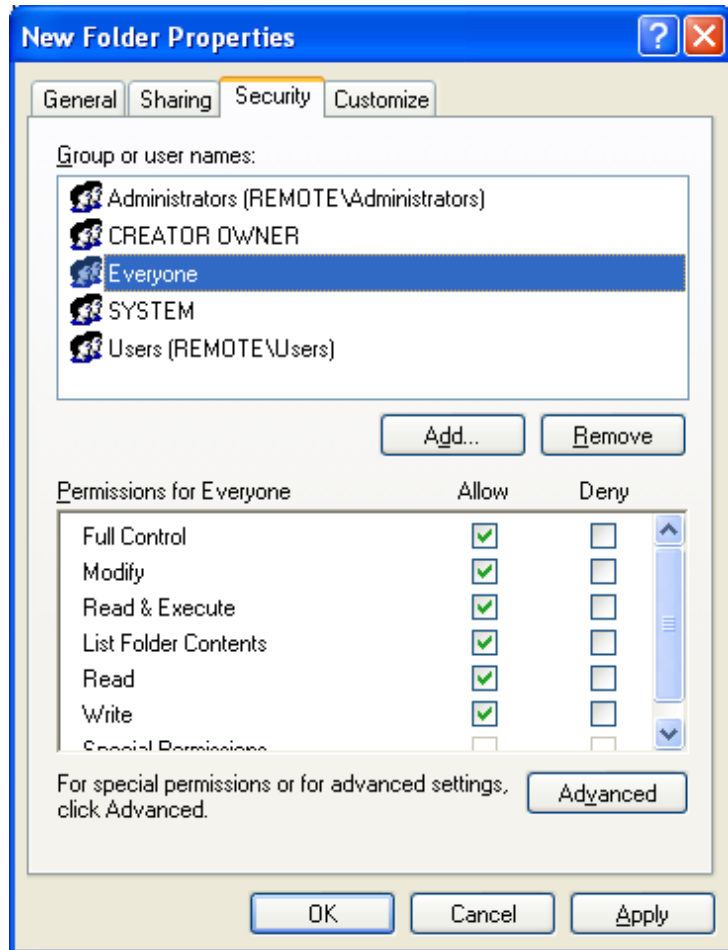 New Folder Properties
General Sharing Security Customize
Group or user names:
Administrators (REMOTE\Administrators)
CREATOR OWNER
Everyone
SYSTEM
Users (REMOTE\Users)
Add... Remove
Permissions for Everyone Allow Deny
Full Control
Modify
Read & Execute
List Folder Contents
Read
Write
Special Permissions
For special permissions or for advanced settings, Advanced
click Advanced.
OK Cancel Apply